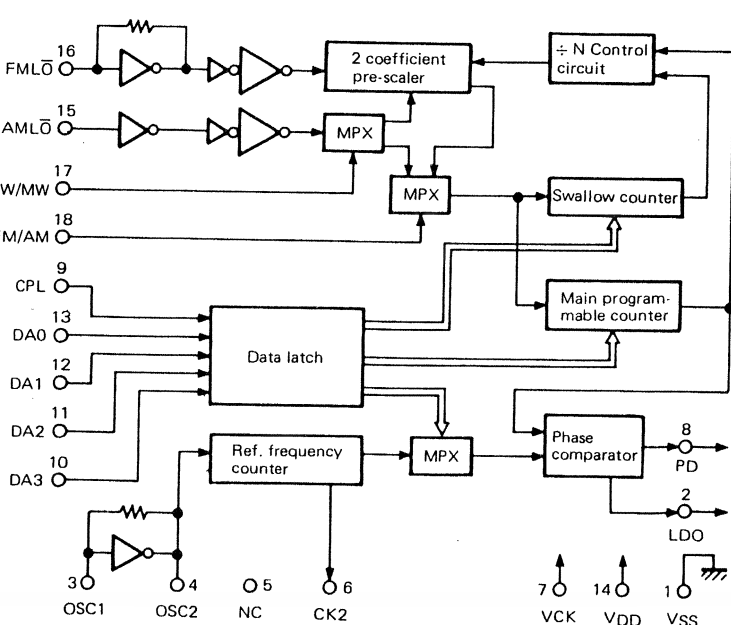 16
FMLO̅
2 coefficient
pre-scaler
÷ N Control
circuit
15
AMLO̅
MPX
17
W/MW
MPX
Swallow counter
18
M/AM
9
CPL
13
DA0
12
DA1
11
DA2
10
DA3
Data latch
Main program-
mable counter
Ref. frequency
counter
MPX
Phase
comparator
8
PD
2
LDO
3
OSC1
4
OSC2
5
NC
6
CK2
7
VCK
14
VDD
1
VSS